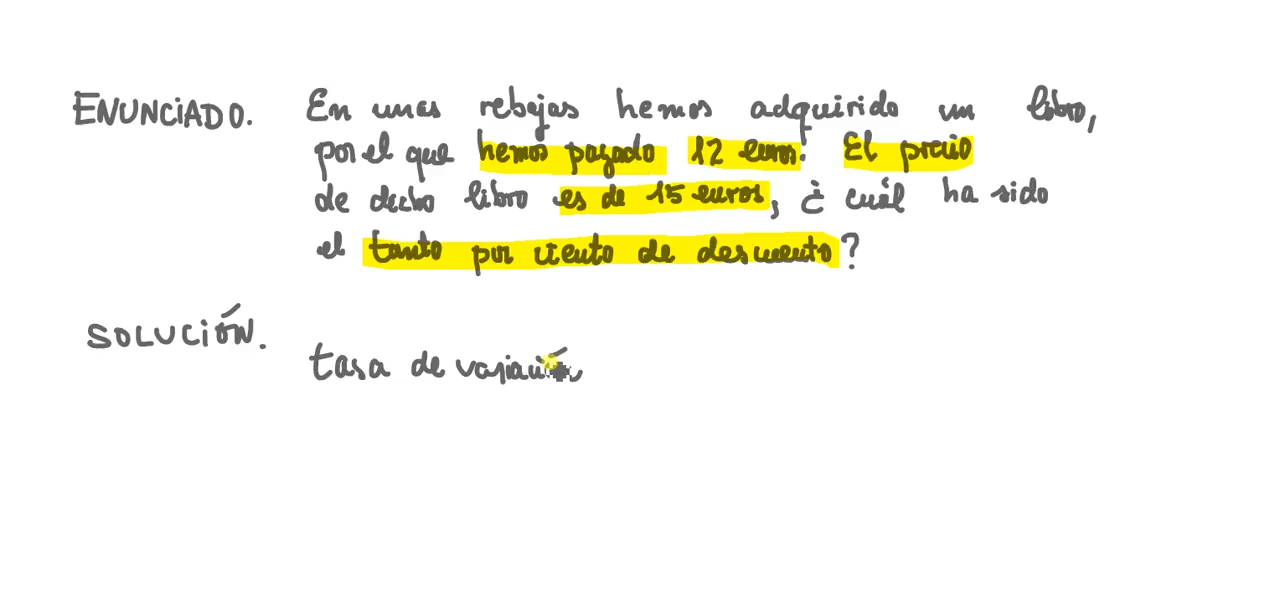 ENUNCIADO. En unas rebajas hemos adquirido un libro,
por el que hemos pagado 12 euros. El precio
de dicho libro es de 15 euros, ¿cuál ha sido
el tanto por ciento de descuento?
SOLUCIÓN.
tasa de variación